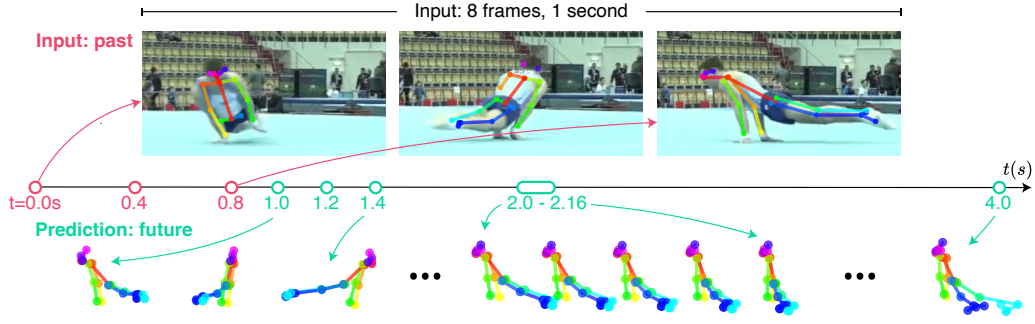 Input: 8 frames, 1 second
Input: past
t(s)
t=0.0s
0.4
0.8
1.0
1.2
1.4
2.0 - 2.16
4.0
Prediction: future